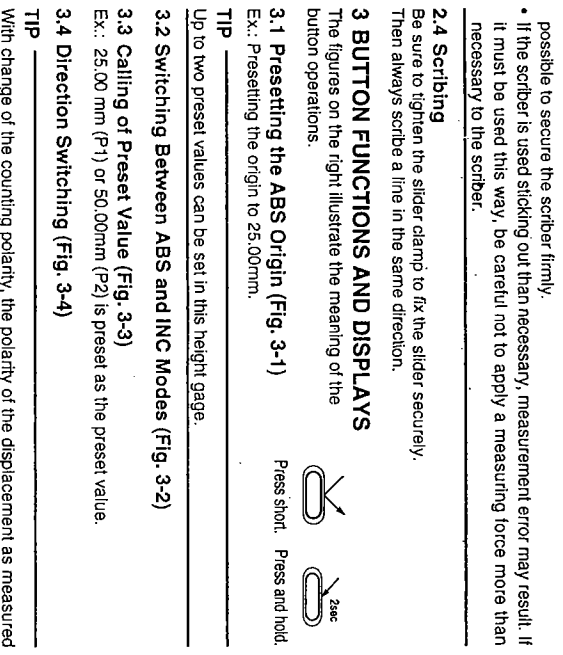 possible to secure the scriber firmly.
• If the scriber is used sticking out than necessary, measurement error may result. If
it must be used this way, be careful not to apply a measuring force more than
necessary to the scriber.
2.4 Scribing
Be sure to tighten the slider clamp to fix the slider securely.
Then always scribe a line in the same direction.
3 BUTTON FUNCTIONS AND DISPLAYS
The figures on the right illustrate the meaning of the
button operations.
2sec
Press short. Press and hold.
3.1 Presetting the ABS Origin (Fig. 3-1)
Ex.: Presetting the origin to 25.00mm.
TIP
Up to two preset values can be set in this height gage.
3.2 Switching Between ABS and INC Modes (Fig. 3-2)
3.3 Calling of Preset Value (Fig. 3-3)
Ex.: 25.00 mm (P1) or 50.00mm (P2) is preset as the preset value.
3.4 Direction Switching (Fig. 3-4)
TIP
With change of the counting polarity, the polarity of the displacement as measured